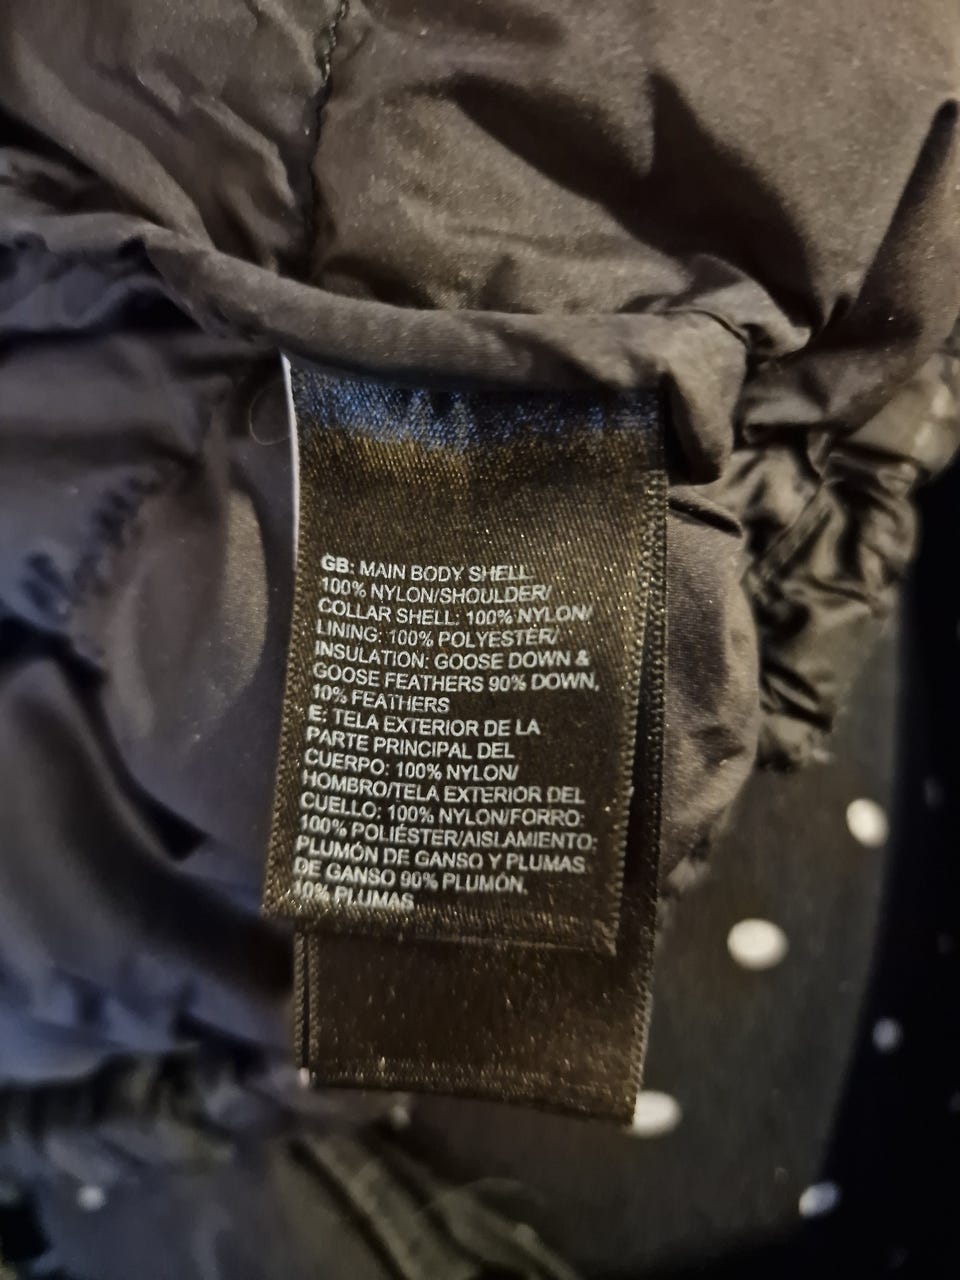 GB: MAIN BODY SHELL
100% NYLON/SHOULDER/
COLLAR SHELL: 100% NYLON/
LINING: 100% POLYESTER/
INSULATION: GOOSE DOWN &
GOOSE FEATHERS 90% DOWN,
10% FEATHERS
E: TELA EXTERIOR DE LA
PARTE PRINCIPAL DEL
CUERPO: 100% NYLON/
HOMBRO/TELA EXTERIOR DEL
CUELLO: 100% NYLON/FORRO:
100% POLIÉSTER/AISLAMIENTO:
PLUMÓN DE GANSO Y PLUMAS
DE GANSO 90% PLUMÓN,
10% PLUMAS